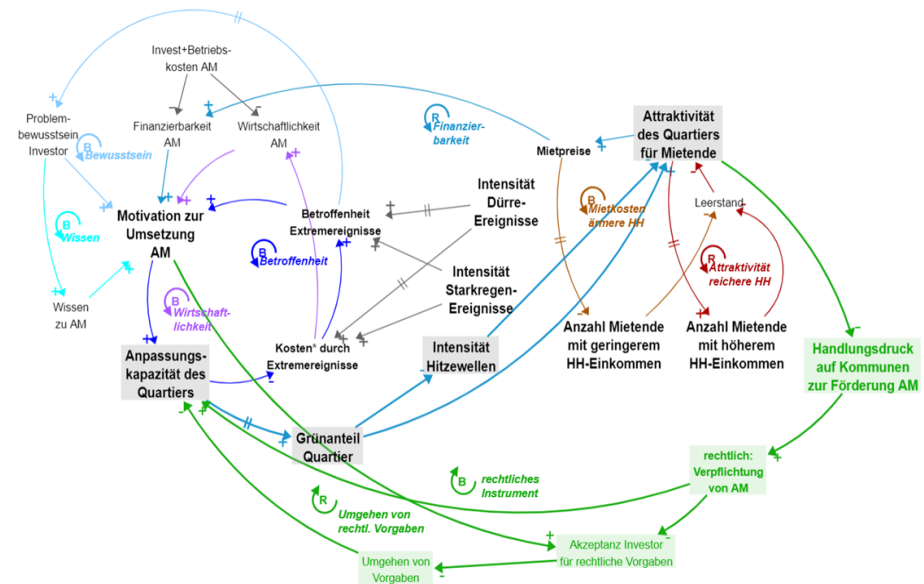 Invest+Betriebs-
kosten AM
Problem-
bewusstsein
Investor
B
Bewusstsein
Finanzierbarkeit
AM
Wirtschaftlichkeit
AM
R
Finanzier-
barkeit
Mietpreise
Attraktivität
des Quartiers
für Mietende
Motivation zur
Umsetzung
AM
B
Wissen
Betroffenheit
Extremereignisse
B
Betroffenheit
Intensität
Dürre-
Ereignisse
B
Mietkosten
ärmere HH
Leerstand
R
Attraktivität
reichere HH
Intensität
Starkregen-
Ereignisse
Wissen
zu AM
B
Wirtschaft-
lichkeit
Anpassungs-
kapazität des
Quartiers
Kosten* durch
Extremereignisse
Intensität
Hitzewellen
Anzahl Mietende
mit geringerem
HH-Einkommen
Anzahl Mietende
mit höherem
HH-Einkommen
Handlungsdruck
auf Kommunen
zur Förderung AM
Grünanteil
Quartier
rechtlich:
Verpflichtung
von AM
B
rechtliches
Instrument
R
Umgehen von
rechtl. Vorgaben
Akzeptanz Investor
für rechtliche Vorgaben
Umgehen von
Vorgaben